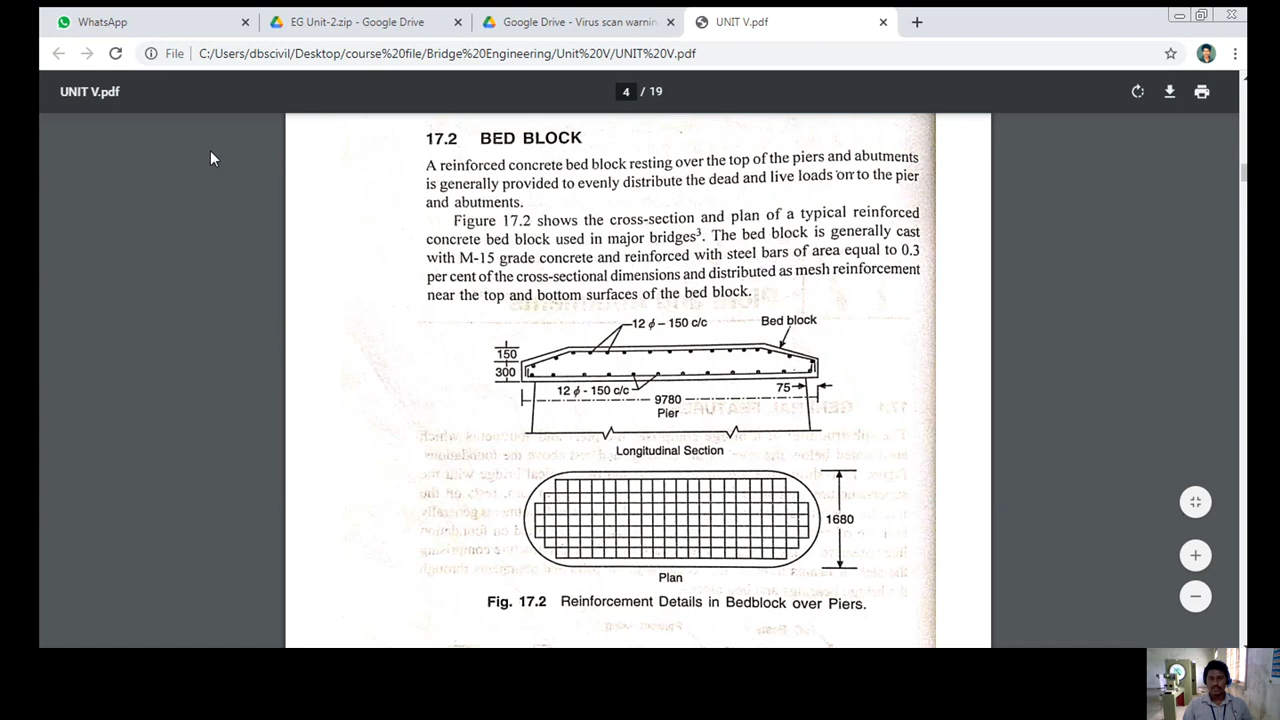 WhatsApp
EG Unit-2.zip - Google Drive
Google Drive - Virus scan warnin
UNIT V.pdf
File
C:/Users/dbscivil/Desktop/course%20file/Bridge%20Engineering/Unit%20V/UNIT%20V.pdf
UNIT V.pdf
4 / 19
17.2 BED BLOCK
A reinforced concrete bed block resting over the top of the piers and abutments
is generally provided to evenly distribute the dead and live loads on to the pier
and abutments.
Figure 17.2 shows the cross-section and plan of a typical reinforced
concrete bed block used in major bridges³. The bed block is generally cast
with M-15 grade concrete and reinforced with steel bars of area equal to 0.3
per cent of the cross-sectional dimensions and distributed as mesh reinforcement
near the top and bottom surfaces of the bed block.
12 ϕ – 150 c/c
Bed block
150
300
12 ϕ - 150 c/c
75
9780
Pier
Longitudinal Section
1680
Plan
Fig. 17.2 Reinforcement Details in Bedblock over Piers.